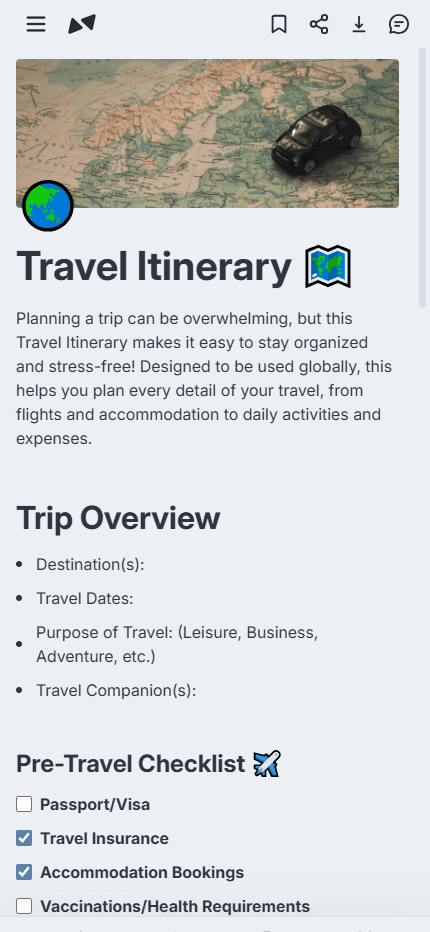 Travel Itinerary
Planning a trip can be overwhelming, but this
Travel Itinerary makes it easy to stay organized
and stress-free! Designed to be used globally, this
helps you plan every detail of your travel, from
flights and accommodation to daily activities and
expenses.
Trip Overview
Destination(s):
Travel Dates:
Purpose of Travel: (Leisure, Business,
Adventure, etc.)
Travel Companion(s):
Pre-Travel Checklist
Passport/Visa
Travel Insurance
Accommodation Bookings
Vaccinations/Health Requirements